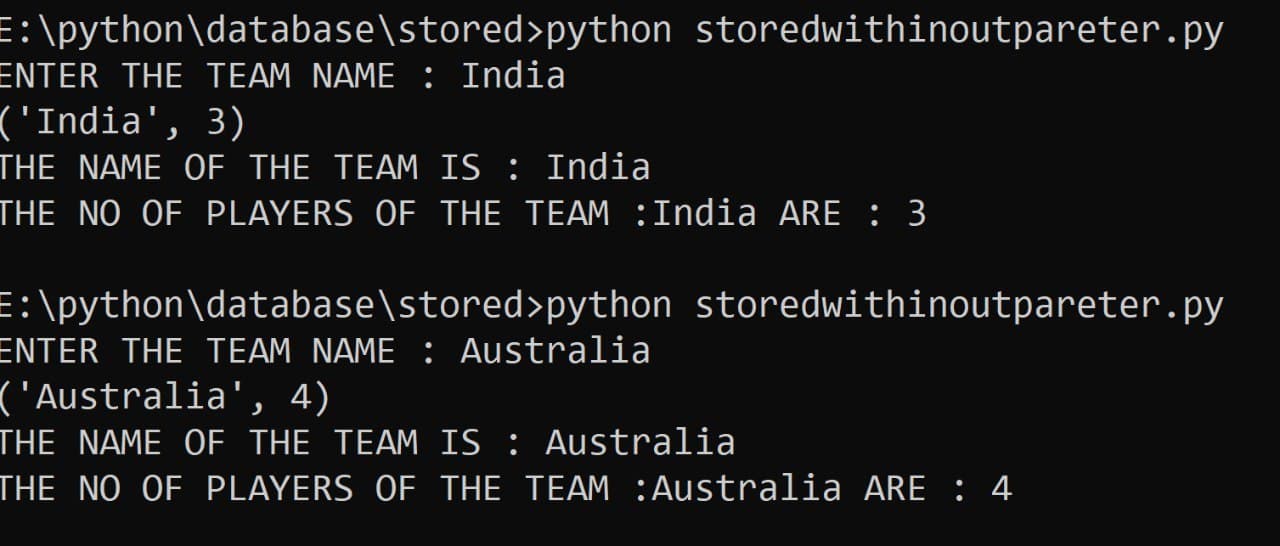 E:\python\database\stored>python storedwithinoutpareter.py
ENTER THE TEAM NAME : India
('India', 3)
THE NAME OF THE TEAM IS : India
THE NO OF PLAYERS OF THE TEAM :India ARE : 3
E:\python\database\stored>python storedwithinoutpareter.py
ENTER THE TEAM NAME : Australia
('Australia', 4)
THE NAME OF THE TEAM IS : Australia
THE NO OF PLAYERS OF THE TEAM :Australia ARE : 4